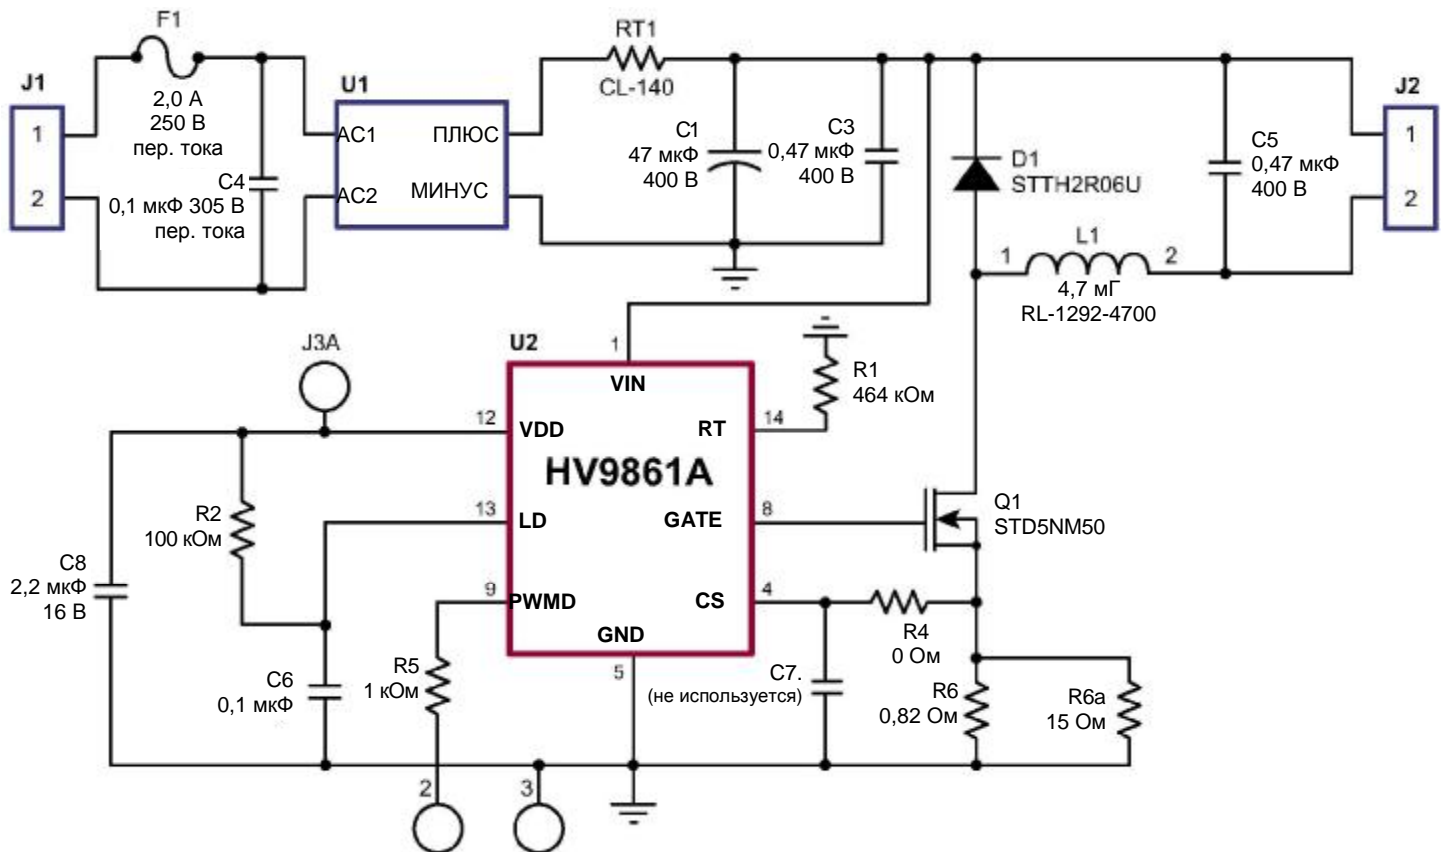 F1
2,0 А
250 В
пер. тока
J1
1
2
C4
0,1 мкФ 305 В
пер. тока
U1
AC1
AC2
ПЛЮС
МИНУС
RT1
CL-140
C1
47 мкФ
400 В
C3
0,47 мкФ
400 В
D1
STTH2R06U
C5
0,47 мкФ
400 В
J2
1
2
1
L1
2
4,7 мГ
RL-1292-4700
J3A
U2
1
VIN
R1
464 кОм
12
VDD
RT
14
HV9861A
R2
100 кОм
13
LD
GATE
8
Q1
STD5NM50
C8
2,2 мкФ
16 В
9
PWMD
CS
4
GND
5
R4
0 Ом
C6
0,1 мкФ
R5
1 кОм
C7.
(не используется)
R6
0,82 Ом
R6a
15 Ом
2
3